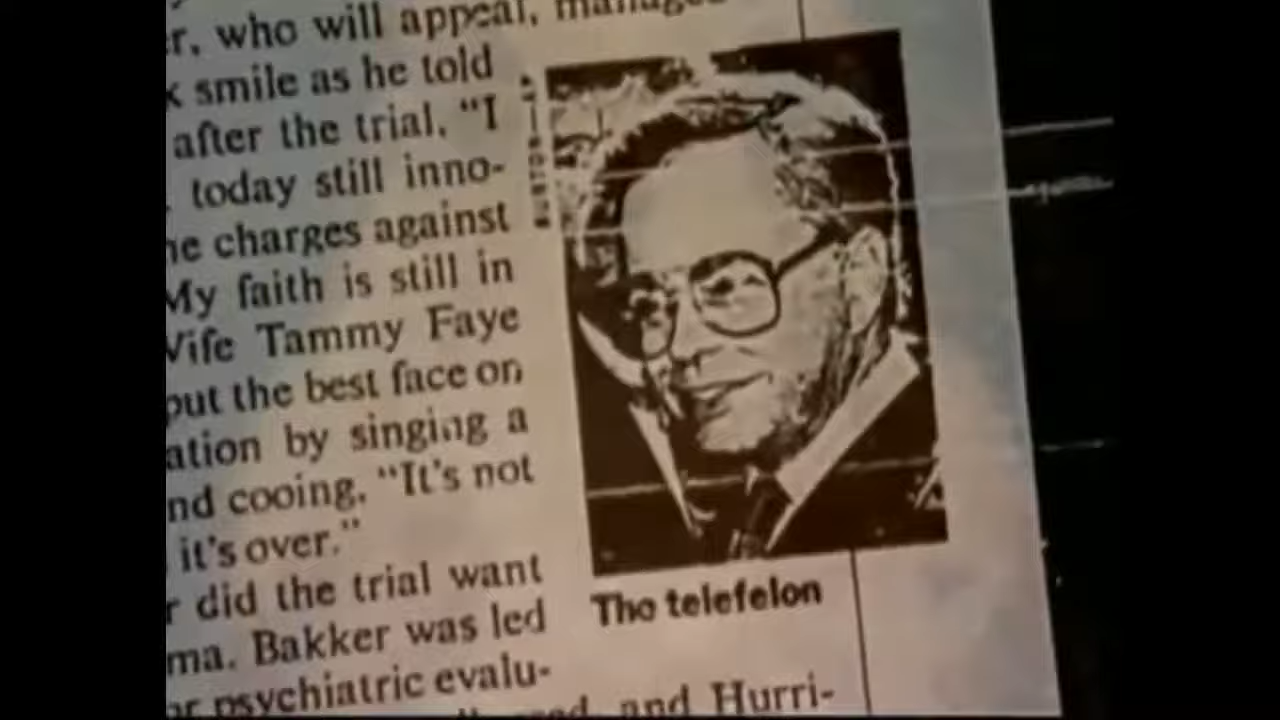 r, who will appeal, managed
k smile as he told
after the trial, "I
today still inno-
he charges against
My faith is still in
Wife Tammy Faye
put the best face on
ation by singing a
nd cooing, "It's not
it's over."
r did the trial want
ma. Bakker was led
or psychiatric evalu-
and Hurri-
The telefelon